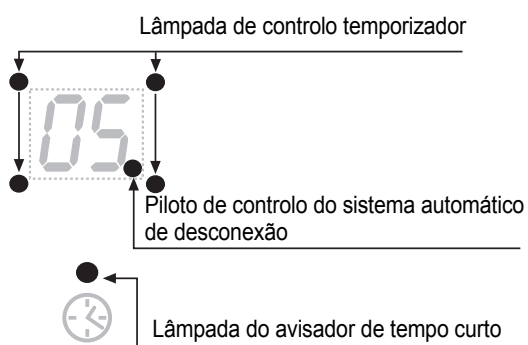 Lâmpada de controlo temporizador
05
Piloto de controlo do sistema automático
de desconexão
Lâmpada do avisador de tempo curto